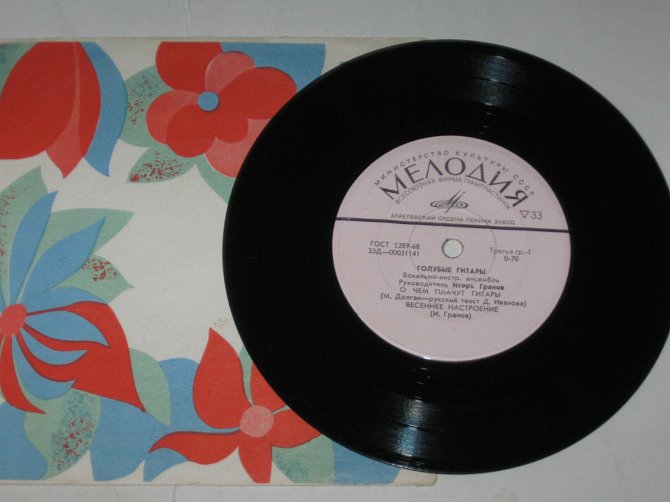 МИНИСТЕРСТВО КУЛЬТУРЫ СССР
МЕЛОДИЯ
ВСЕСОЮЗНАЯ ФИРМА ГРАМПЛАСТИНОК
▽33
АПРЕЛЕВСКИЙ ОРДЕНА ЛЕНИНА ЗАВОД
ГОСТ 5289-68
33Д—00031141
Третья гр.-1
0-70
ГОЛУБЫЕ ГИТАРЫ
Вокально-инстр. ансамбль
Руководитель Игорь Гранов
О ЧЕМ ПЛАЧУТ ГИТАРЫ
(М. Долган—русский текст Д. Иванова)
ВЕСЕННЕЕ НАСТРОЕНИЕ
(И. Гранов)